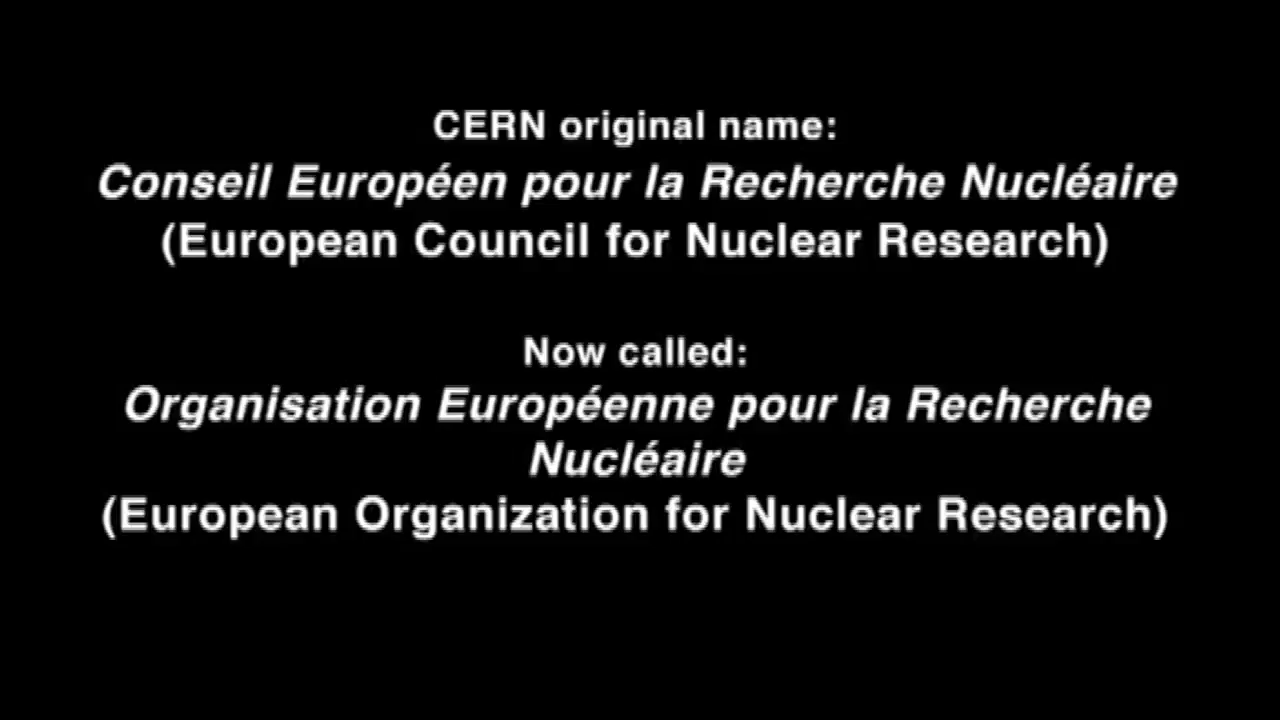 CERN original name:
Conseil Européen pour la Recherche Nucléaire
(European Council for Nuclear Research)
Now called:
Organisation Européenne pour la Recherche
Nucléaire
(European Organization for Nuclear Research)